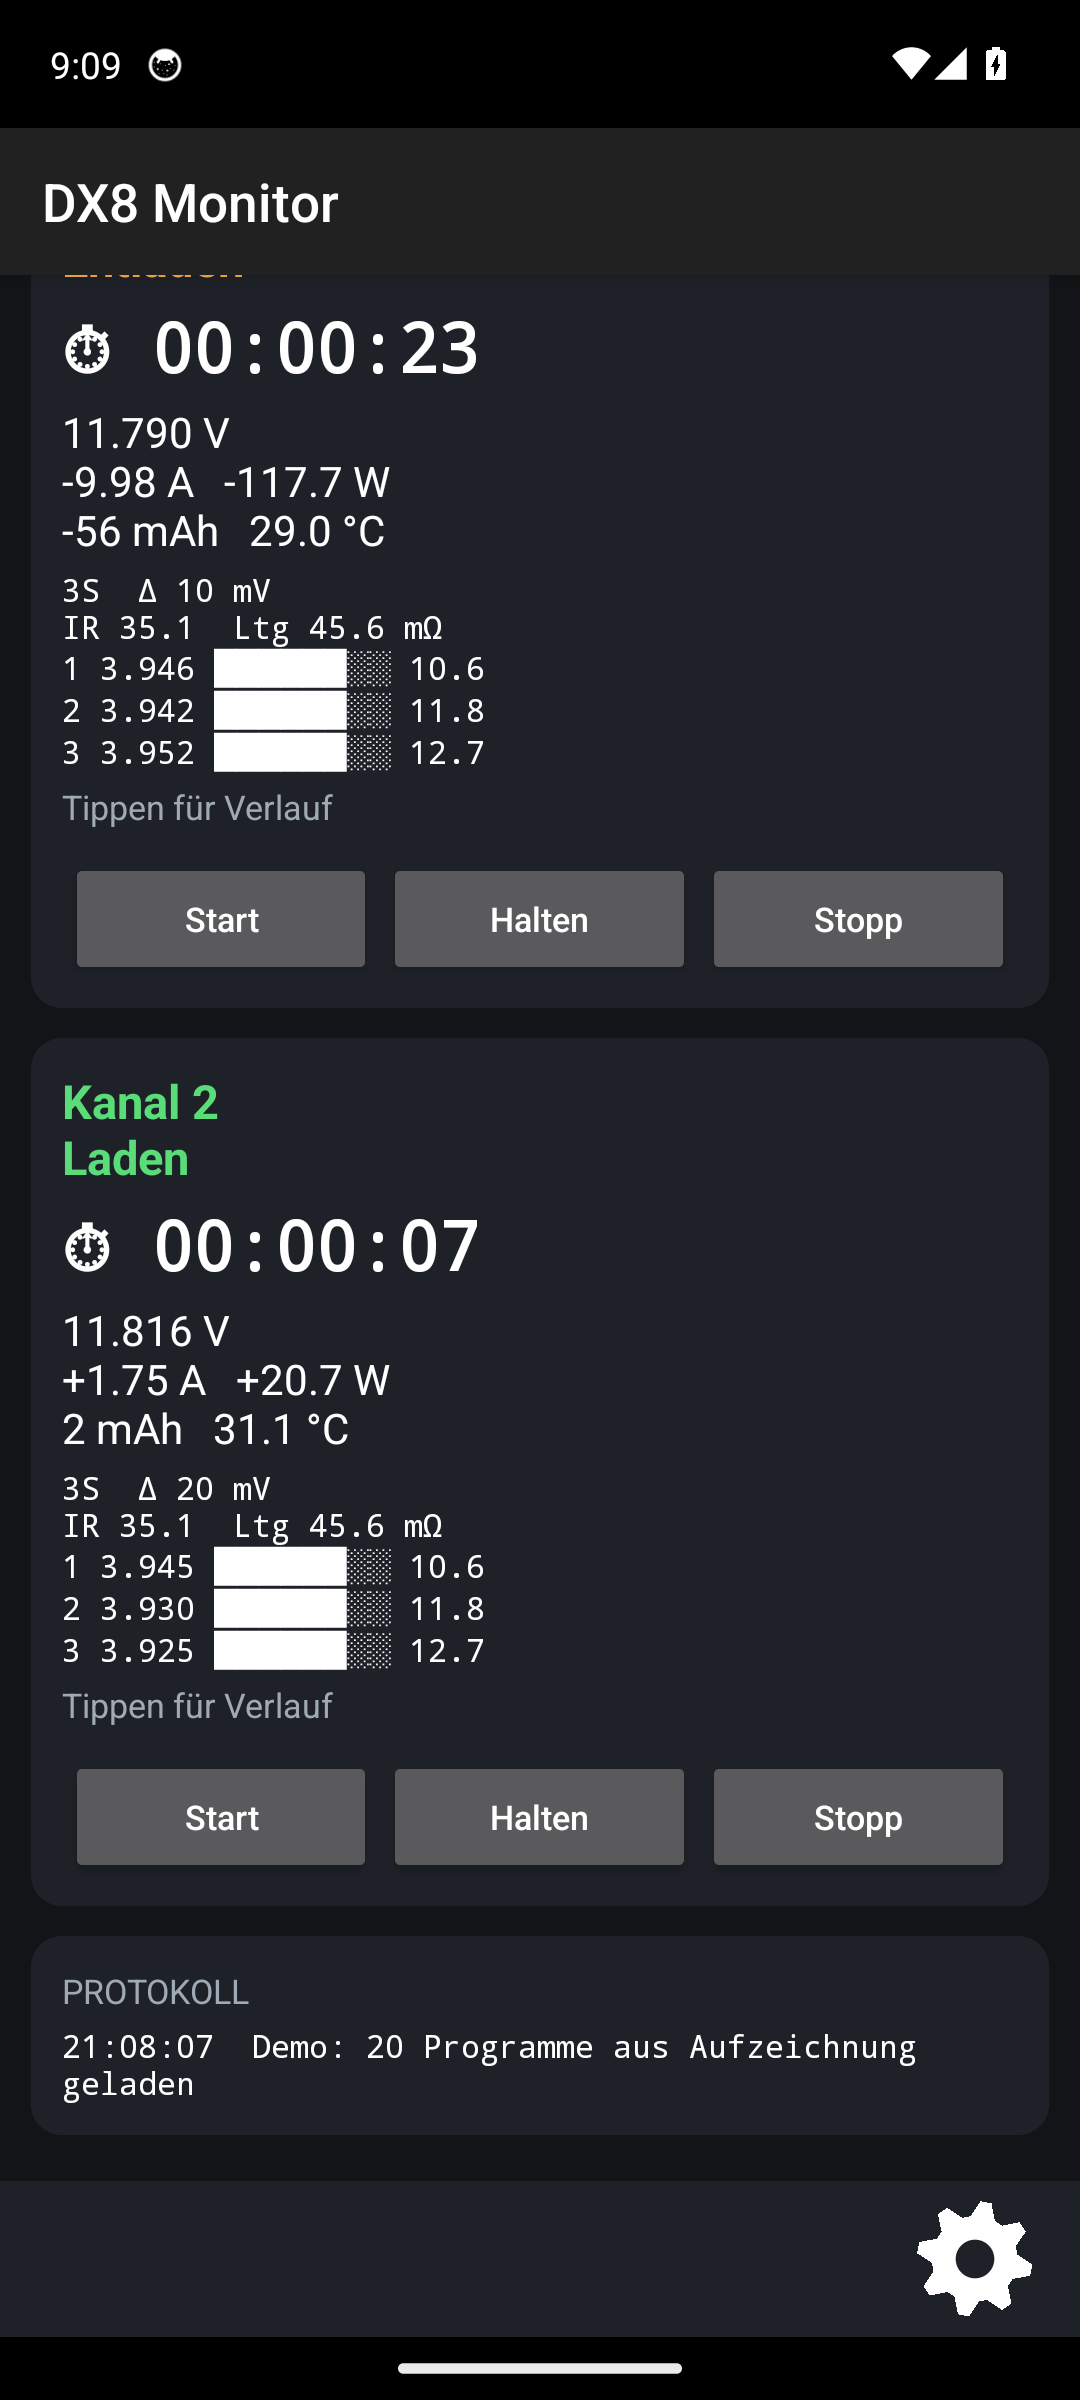 9:09
DX8 Monitor
Entladen
00:00:23
11.790 V
-9.98 A -117.7 W
-56 mAh 29.0 °C
3S Δ 10 mV
IR 35.1 Ltg 45.6 mΩ
1 3.946 ██████░░ 10.6
2 3.942 ██████░░ 11.8
3 3.952 ██████░░ 12.7
Tippen für Verlauf
Start Halten Stopp
Kanal 2
Laden
00:00:07
11.816 V
+1.75 A +20.7 W
2 mAh 31.1 °C
3S Δ 20 mV
IR 35.1 Ltg 45.6 mΩ
1 3.945 ██████░░ 10.6
2 3.930 ██████░░ 11.8
3 3.925 ██████░░ 12.7
Tippen für Verlauf
Start Halten Stopp
PROTOKOLL
21:08:07 Demo: 20 Programme aus Aufzeichnung
geladen